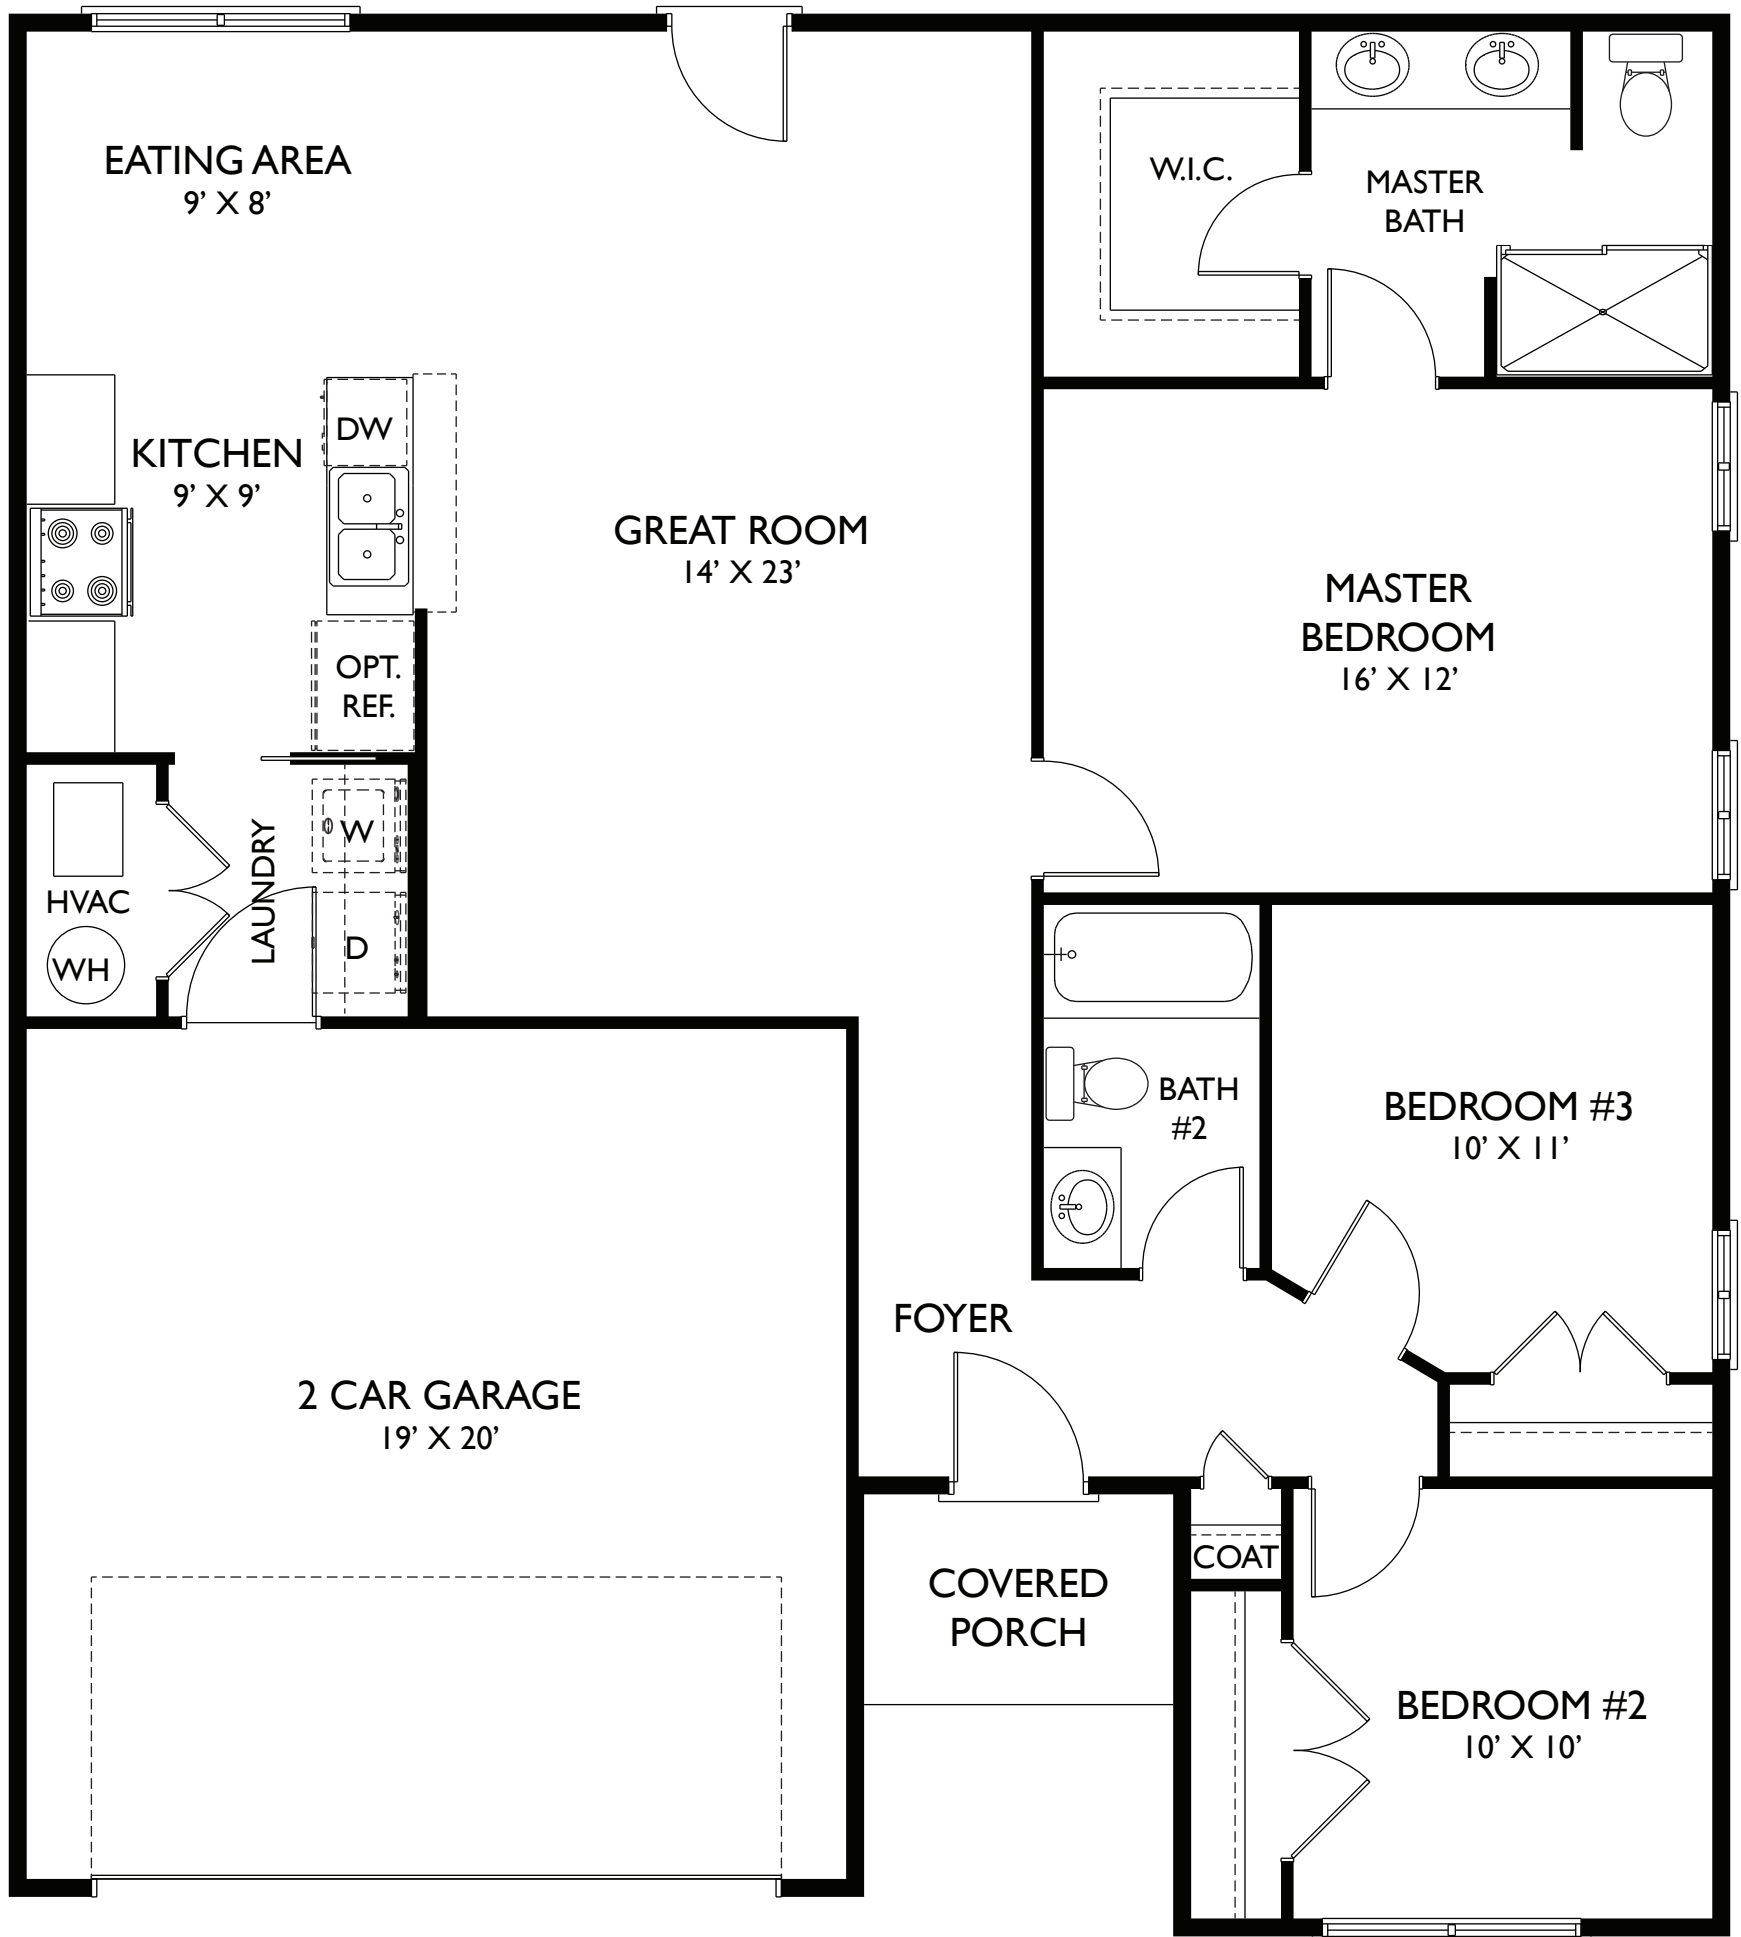 EATING AREA
9’ X 8’
W.I.C.
MASTER
BATH
KITCHEN
9’ X 9’
DW
OPT.
REF.
GREAT ROOM
14’ X 23’
MASTER
BEDROOM
16’ X 12’
HVAC
WH
LAUNDRY
W
D
BATH
#2
BEDROOM #3
10’ X 11’
FOYER
2 CAR GARAGE
19’ X 20’
COVERED
PORCH
COAT
BEDROOM #2
10’ X 10’